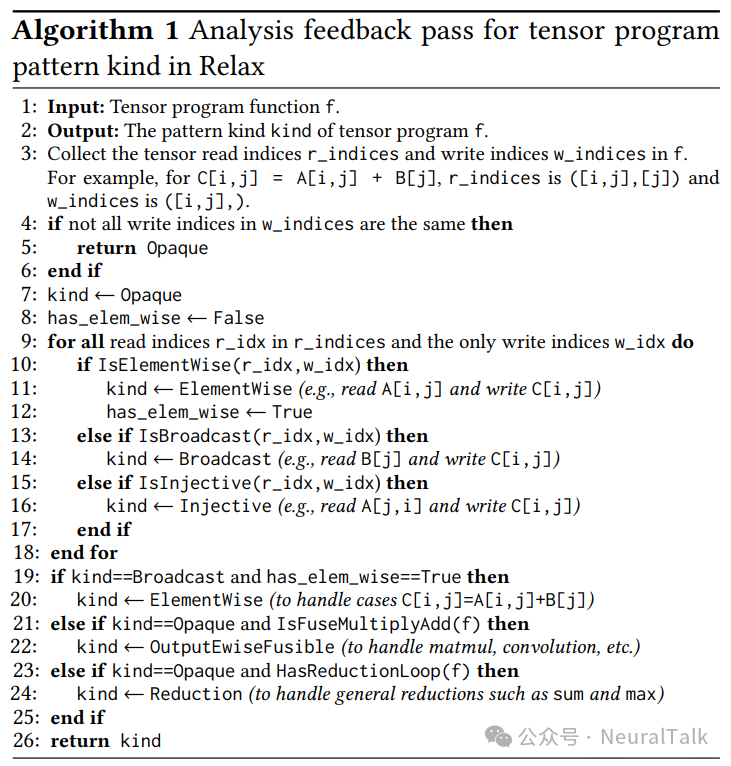 Algorithm 1 Analysis feedback pass for tensor program
pattern kind in Relax
1: Input: Tensor program function f.
2: Output: The pattern kind kind of tensor program f.
3: Collect the tensor read indices r_indices and write indices w_indices in f.
For example, for C[i,j] = A[i,j] + B[j], r_indices is ([i,j],[j]) and
w_indices is ([i,j],).
4: if not all write indices in w_indices are the same then
5: return Opaque
6: end if
7: kind ← Opaque
8: has_elem_wise ← False
9: for all read indices r_idx in r_indices and the only write indices w_idx do
10: if IsElementWise(r_idx,w_idx) then
11: kind ← ElementWise (e.g., read A[i,j] and write C[i,j])
12: has_elem_wise ← True
13: else if IsBroadcast(r_idx,w_idx) then
14: kind ← Broadcast (e.g., read B[j] and write C[i,j])
15: else if IsInjective(r_idx,w_idx) then
16: kind ← Injective (e.g., read A[j,i] and write C[i,j])
17: end if
18: end for
19: if kind==Broadcast and has_elem_wise==True then
20: kind ← ElementWise (to handle cases C[i,j]=A[i,j]+B[j])
21: else if kind==Opaque and IsFuseMultiplyAdd(f) then
22: kind ← OutputEwiseFusible (to handle matmul, convolution, etc.)
23: else if kind==Opaque and HasReductionLoop(f) then
24: kind ← Reduction (to handle general reductions such as sum and max)
25: end if
26: return kind
公众号 · NeuralTalk